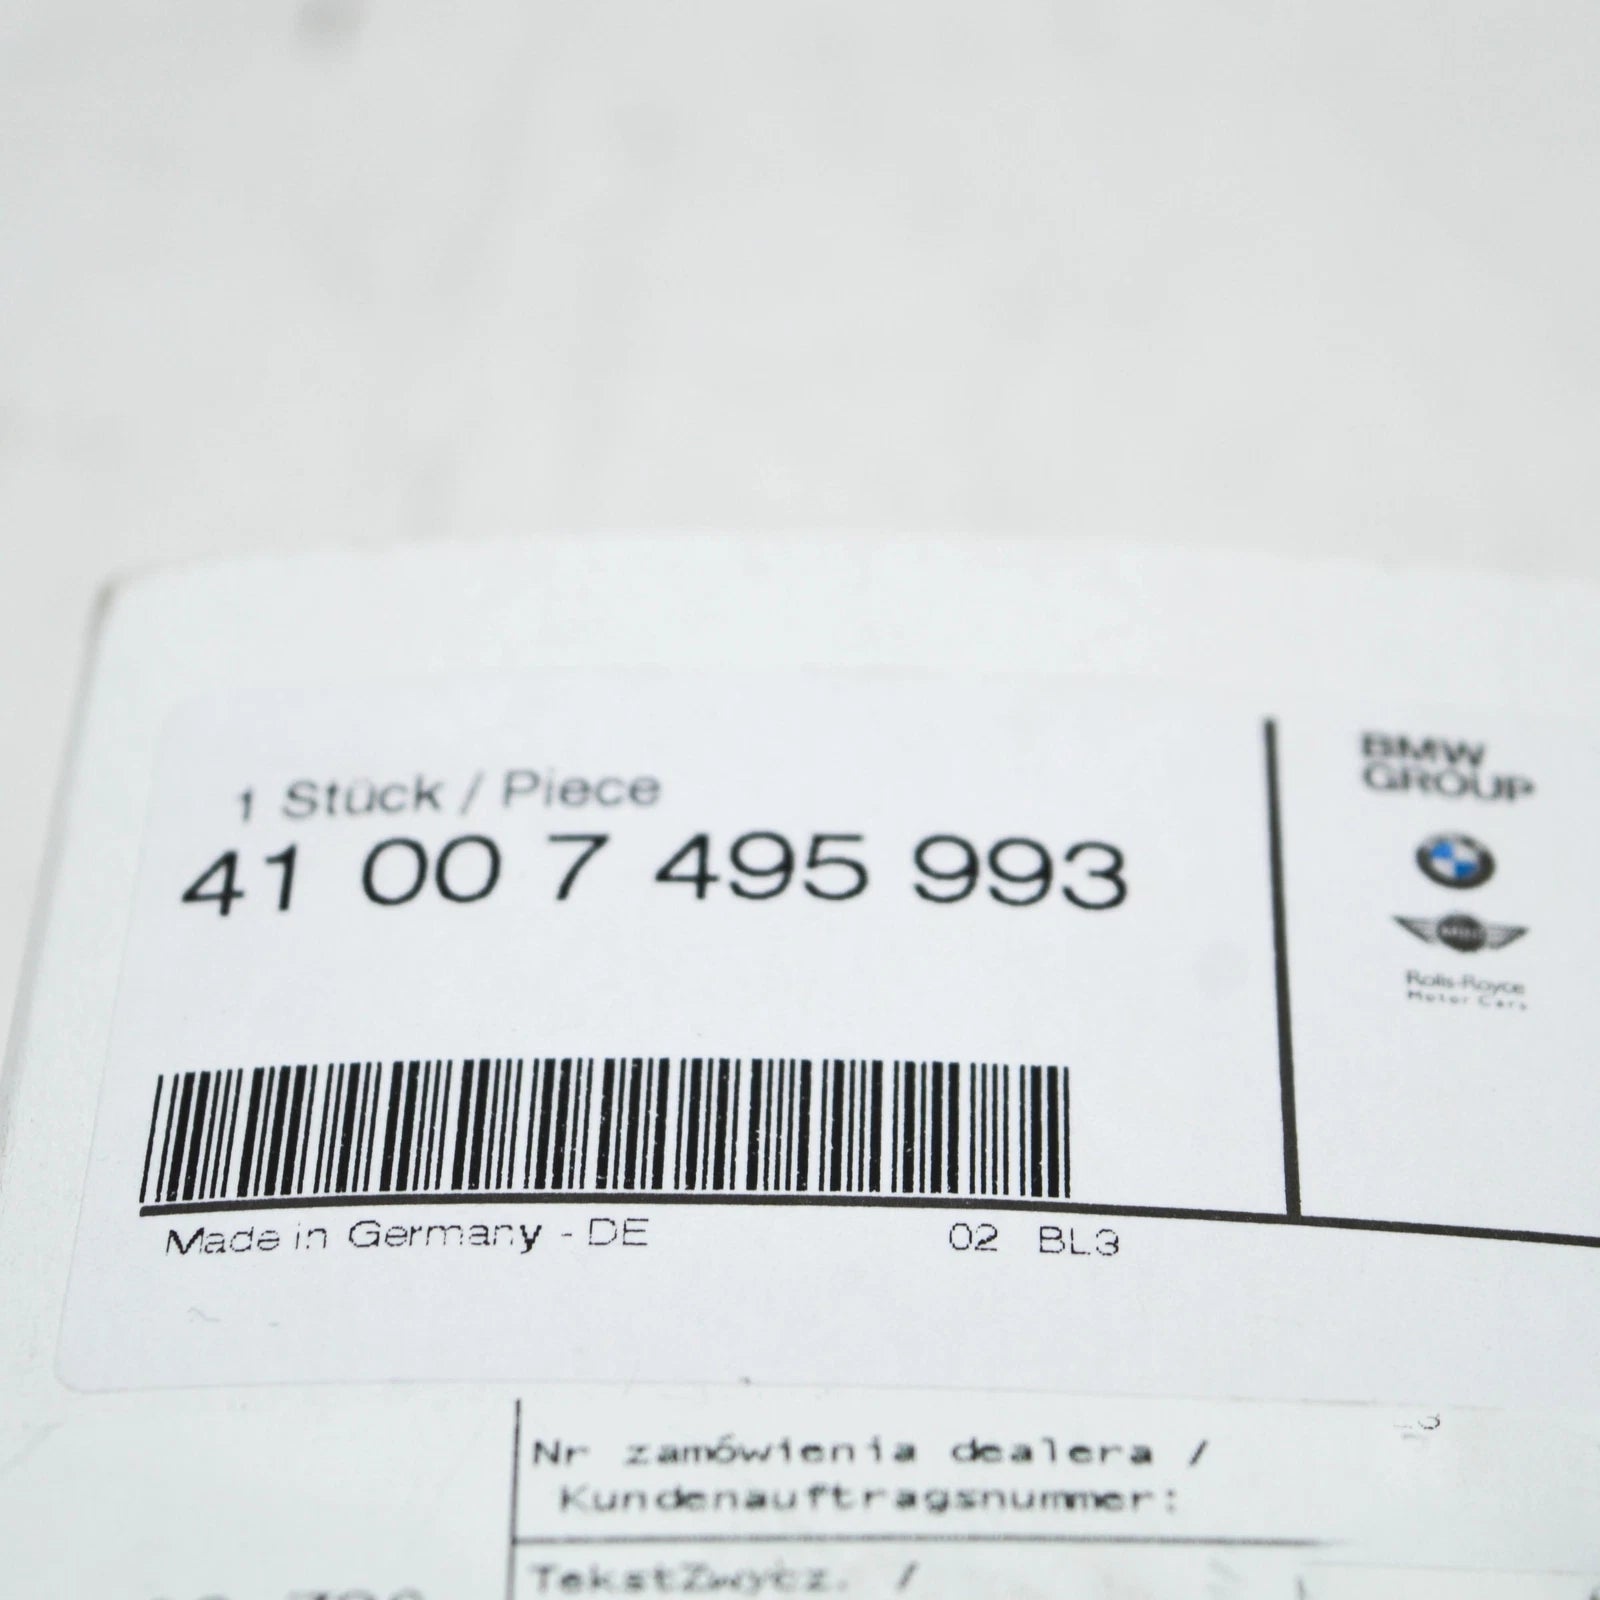 1 Stück / Piece
41 00 7 495 993
BMW
GROUP
MINI
Rolls-Royce
Motor Cars
Made in Germany - DE
02 BL3
Nr zamówienia dealera /
Kundenauftragsnummer:
TekstZwycz. /